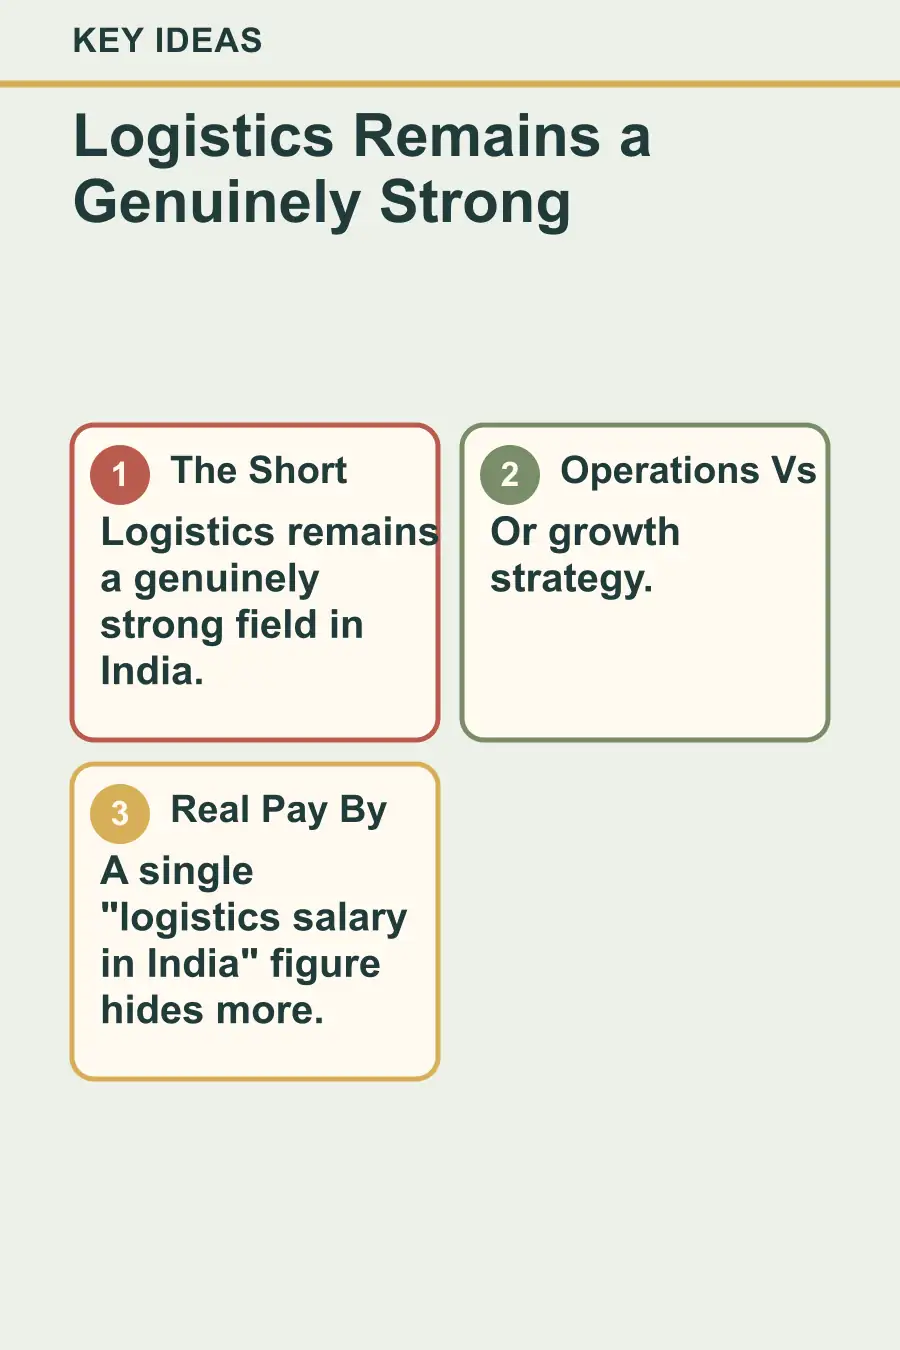 KEY IDEAS
Logistics Remains a
Genuinely Strong
1 The Short
Logistics remains
a genuinely
strong field in
India.
2 Operations Vs
Or growth
strategy.
3 Real Pay By
A single
"logistics salary
in India" figure
hides more.